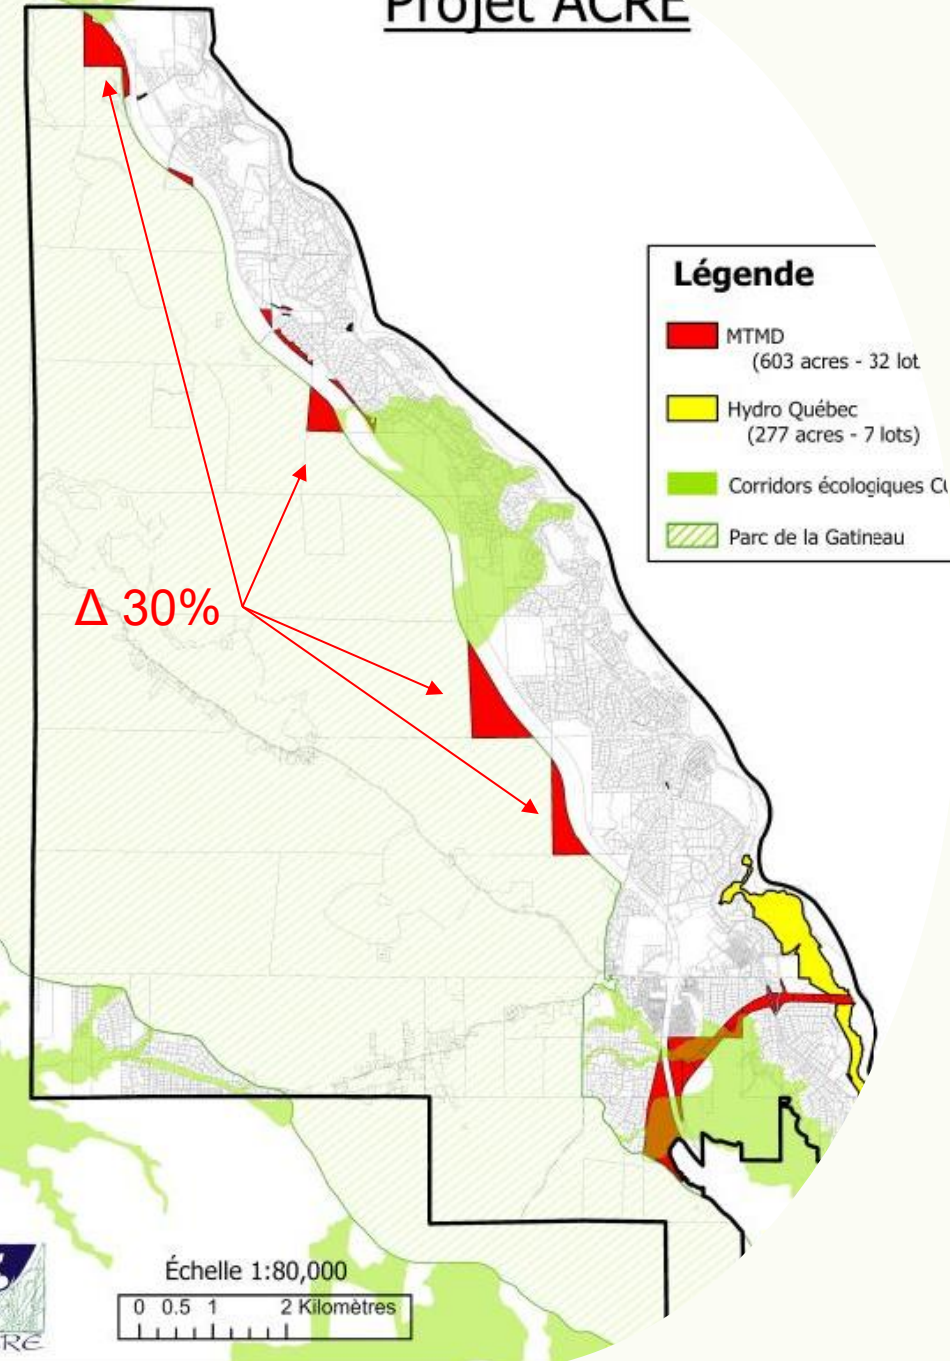 Projet ACRE
Légende
MTMD
(603 acres - 32 lot
Hydro Québec
(277 acres - 7 lots)
Corridors écologiques
Parc de la Gatineau
Δ 30%
Échelle 1:80,000
0 0.5 1 2 Kilomètres